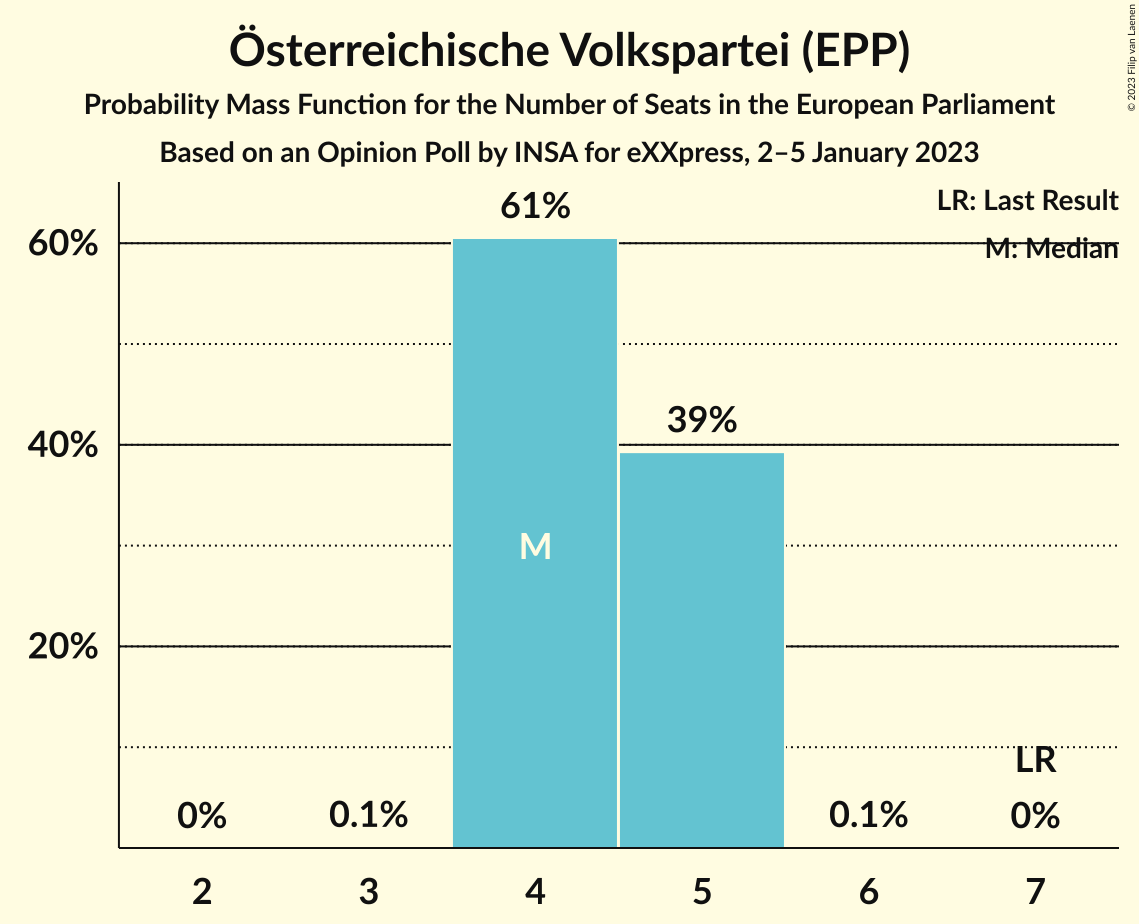 Österreichische Volkspartei (EPP)
Probability Mass Function for the Number of Seats in the European Parliament
Based on an Opinion Poll by INSA for eXXpress, 2–5 January 2023
© 2023 Filip van Laenen
LR: Last Result
M: Median
61%
60%
39%
40%
M
20%
LR
0%
0.1%
0.1%
0%
2
3
4
5
6
7